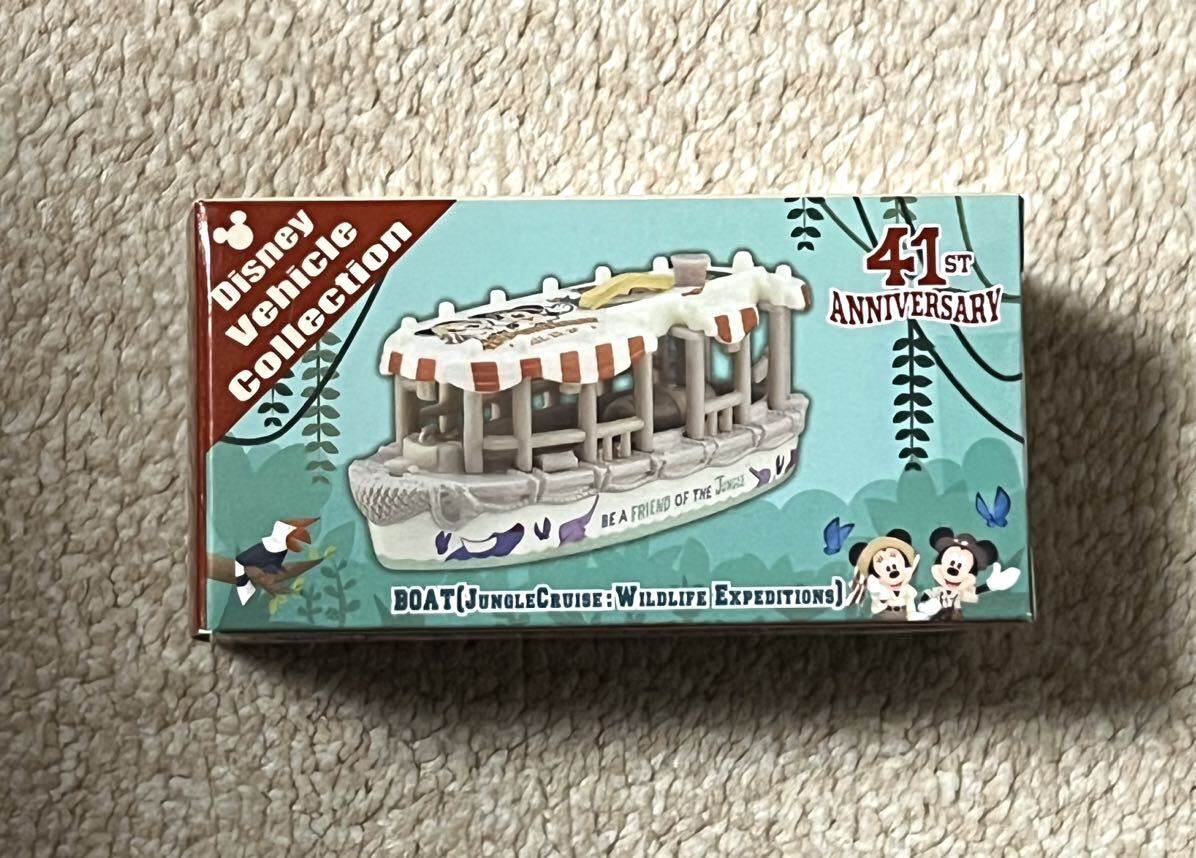 Disney
Vehicle
Collection
41ST
ANNIVERSARY
BE A FRIEND OF THE JUNGLE
BOAT(JUNGLECRUISE:WILDLIFE EXPEDITIONS)